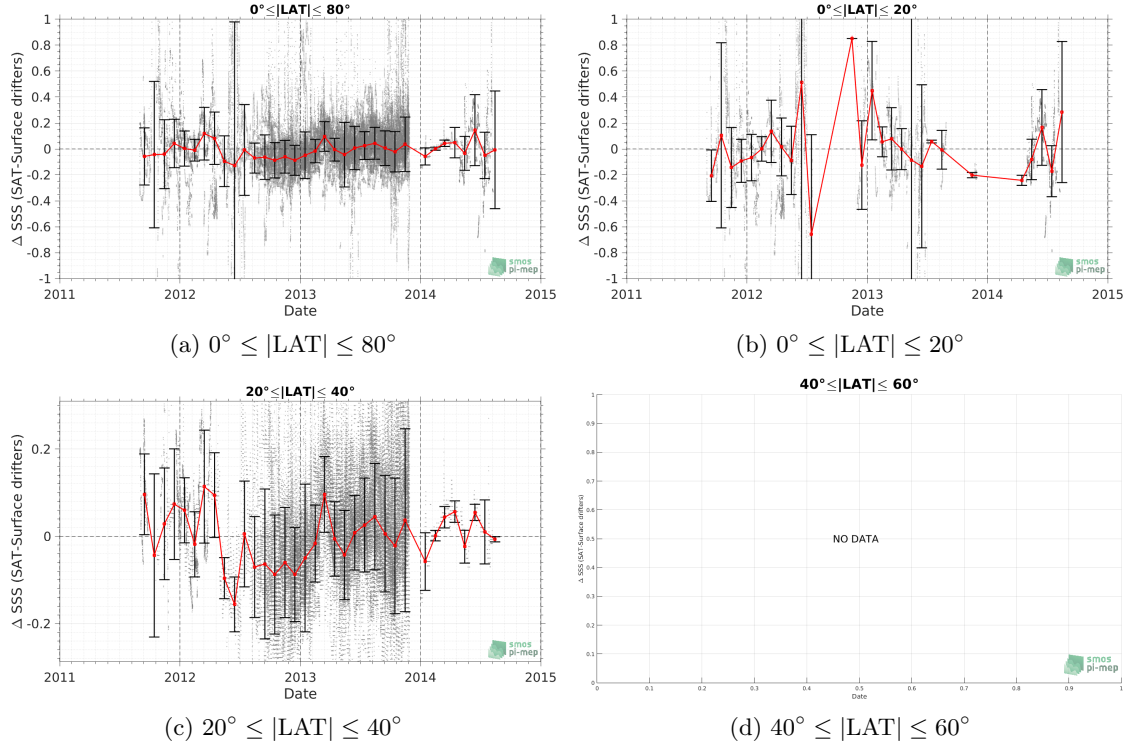 0°≤|LAT|≤ 80°
Δ SSS (SAT-Surface drifters)
1
0.8
0.6
0.4
0.2
0
-0.2
-0.4
-0.6
-0.8
-1
2011
2012
2013
2014
2015
Date
smos
pi-mep
(a) 0° ≤ |LAT| ≤ 80°
0°≤|LAT|≤ 20°
Δ SSS (SAT-Surface drifters)
1
0.8
0.6
0.4
0.2
0
-0.2
-0.4
-0.6
-0.8
-1
2011
2012
2013
2014
2015
Date
smos
pi-mep
(b) 0° ≤ |LAT| ≤ 20°
20°≤|LAT|≤ 40°
Δ SSS (SAT-Surface drifters)
0.2
0
-0.2
2011
2012
2013
2014
2015
Date
smos
pi-mep
(c) 20° ≤ |LAT| ≤ 40°
40°≤|LAT|≤ 60°
Δ SSS (SAT-Surface drifters)
1
0.9
0.8
0.7
0.6
0.5
0.4
0.3
0.2
0.1
0
NO DATA
0
0.1
0.2
0.3
0.4
0.5
0.6
0.7
0.8
0.9
1
Date
smos
pi-mep
(d) 40° ≤ |LAT| ≤ 60°